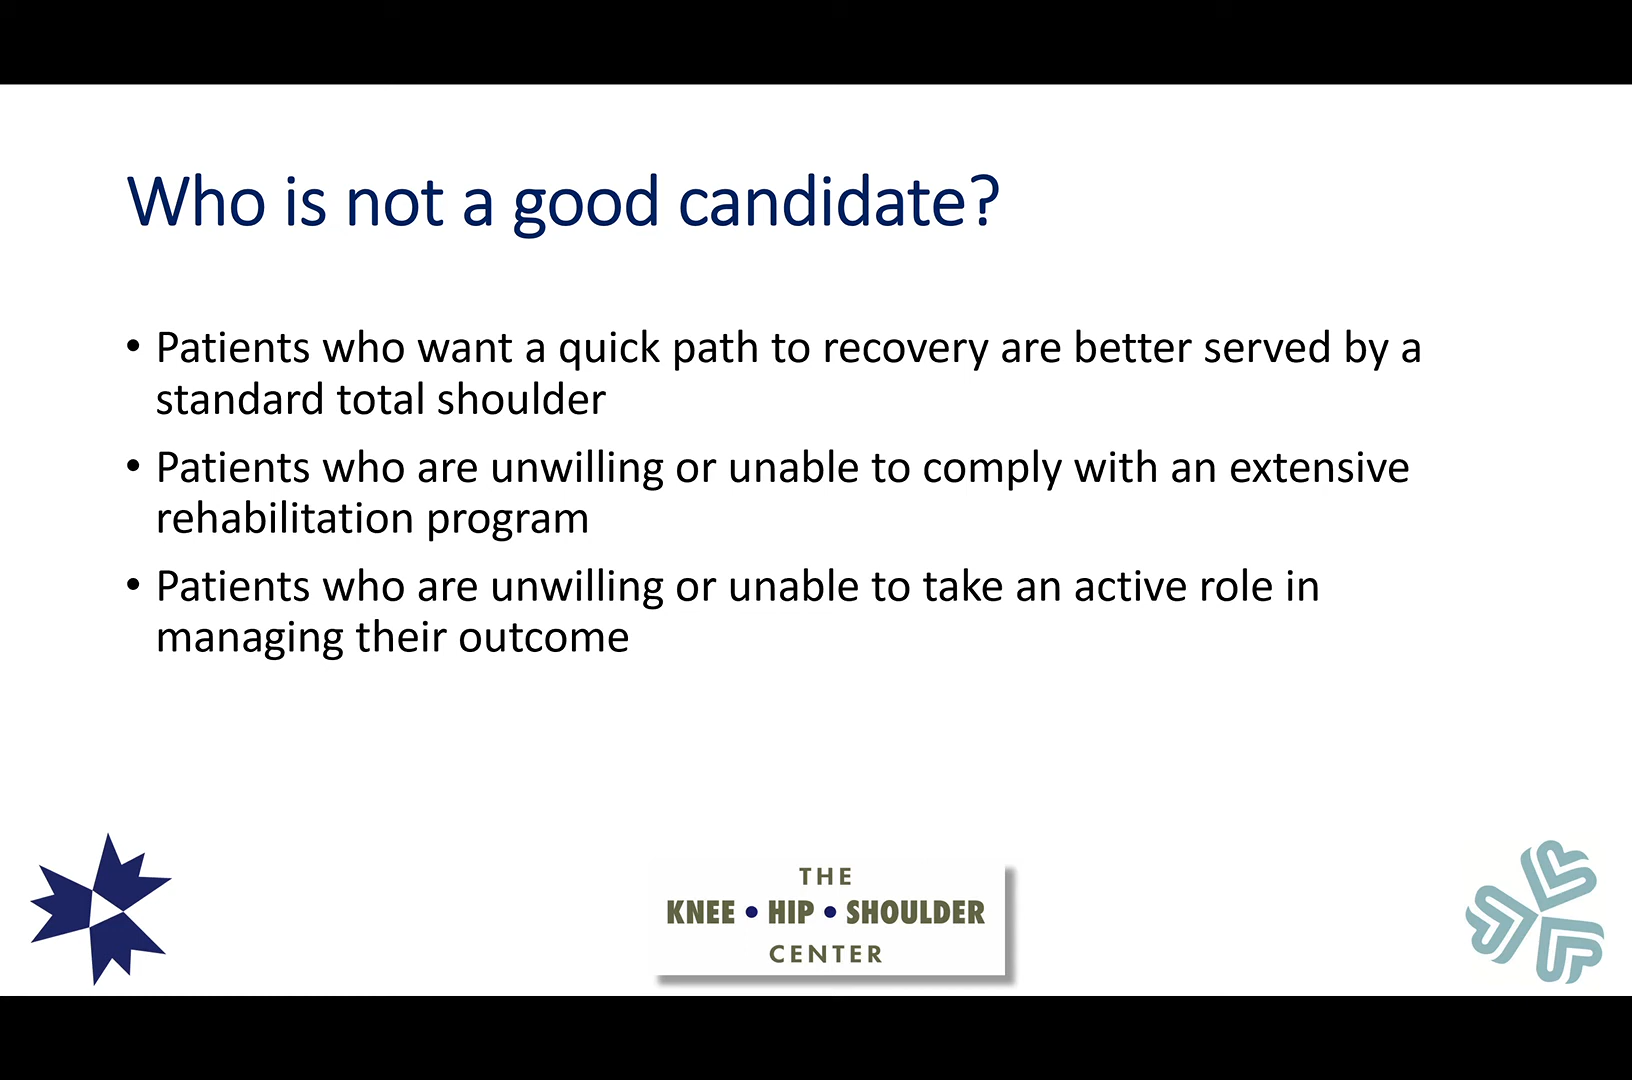 Who is not a good candidate?
• Patients who want a quick path to recovery are better served by a
standard total shoulder
• Patients who are unwilling or unable to comply with an extensive
rehabilitation program
• Patients who are unwilling or unable to take an active role in
managing their outcome
THE
KNEE • HIP • SHOULDER
CENTER